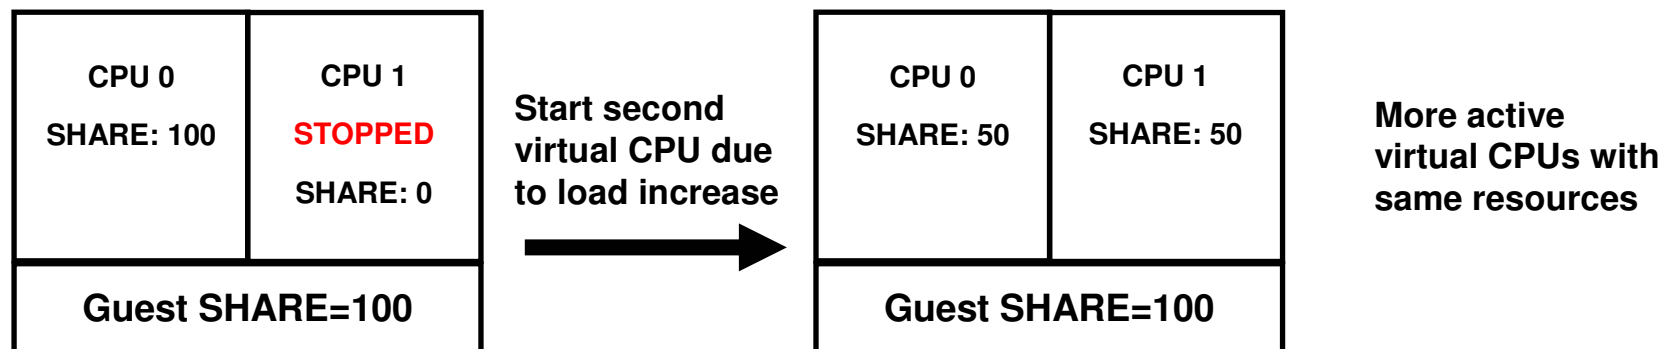 CPU 0
SHARE: 100
CPU 1
STOPPED
SHARE: 0
Guest SHARE=100
Start second
virtual CPU due
to load increase
CPU 0
SHARE: 50
CPU 1
SHARE: 50
Guest SHARE=100
More active
virtual CPUs with
same resources